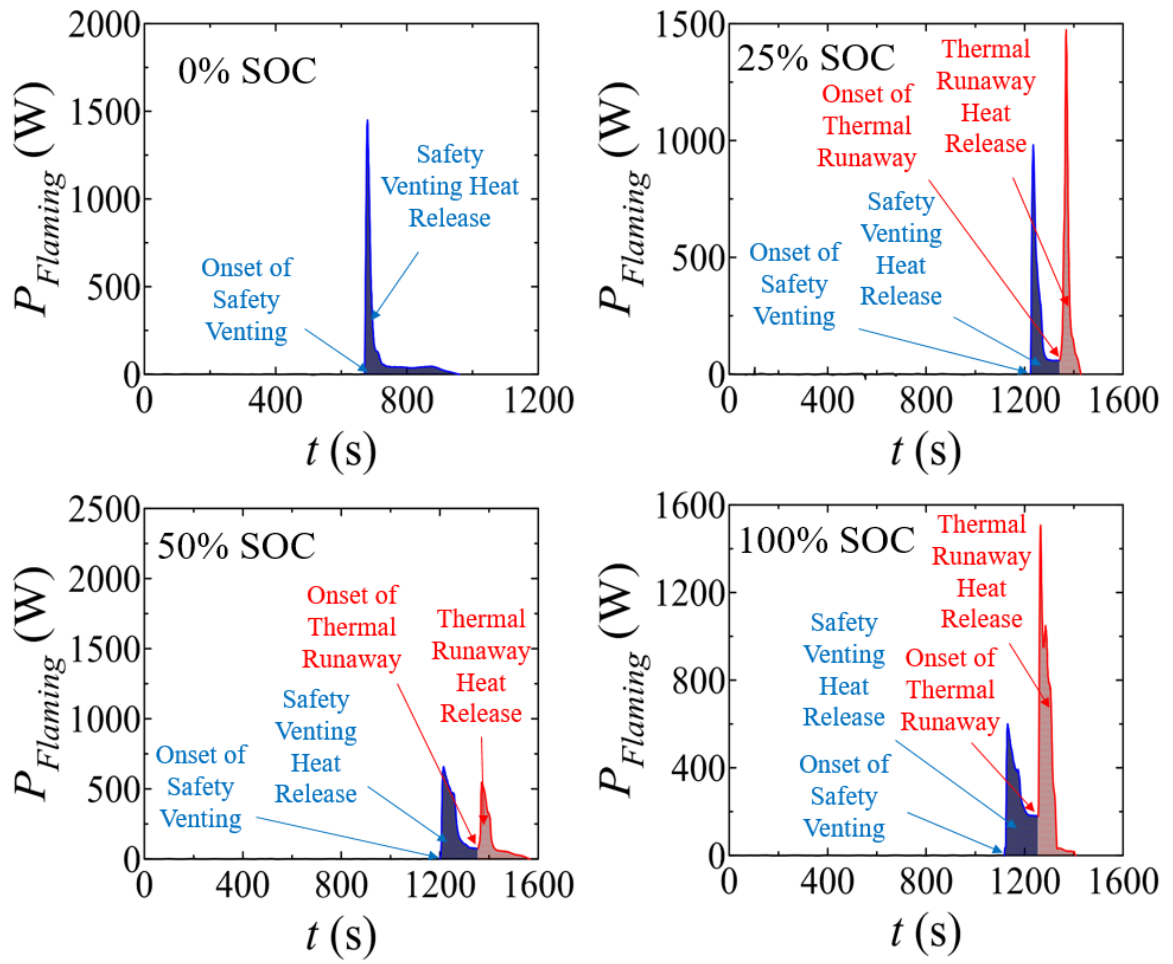 0% SOC
P_Flaming (W)
2000
1500
1000
500
0
Safety
Venting Heat
Release
Onset of
Safety
Venting
0 400 800 1200
t (s)
25% SOC
P_Flaming (W)
1500
1000
500
0
Thermal
Runaway
Heat
Release
Onset of
Thermal
Runaway
Safety
Venting
Heat
Release
Onset of
Safety
Venting
0 400 800 1200 1600
t (s)
50% SOC
P_Flaming (W)
2500
2000
1500
1000
500
0
Onset of
Thermal
Runaway
Thermal
Runaway
Heat
Release
Safety
Venting
Heat
Release
Onset of
Safety
Venting
0 400 800 1200 1600
t (s)
100% SOC
P_Flaming (W)
1600
1200
800
400
0
Thermal
Runaway
Heat
Release
Safety
Venting
Heat
Release
Onset of
Thermal
Runaway
Onset of
Safety
Venting
0 400 800 1200 1600
t (s)